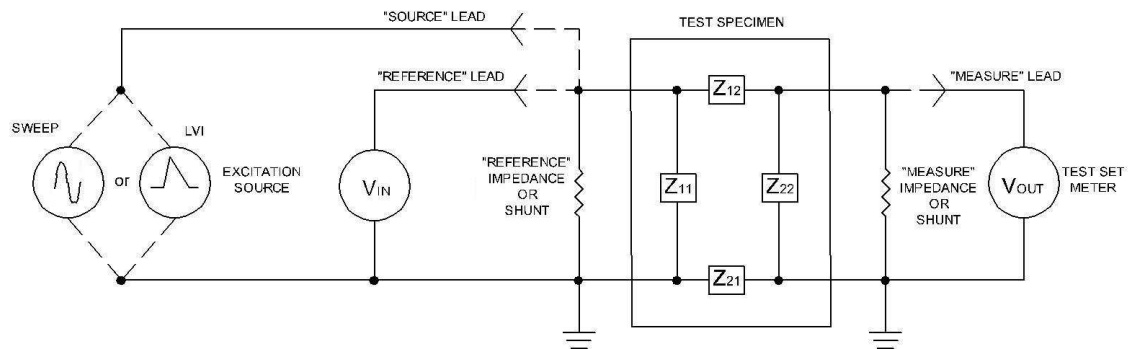 "SOURCE" LEAD
TEST SPECIMEN
"REFERENCE" LEAD
"MEASURE" LEAD
Z12
SWEEP
LVI
or
EXCITATION
SOURCE
VIN
"REFERENCE"
IMPEDANCE
OR
SHUNT
Z11
Z22
"MEASURE"
IMPEDANCE
OR
SHUNT
VOUT
TEST SET
METER
Z21